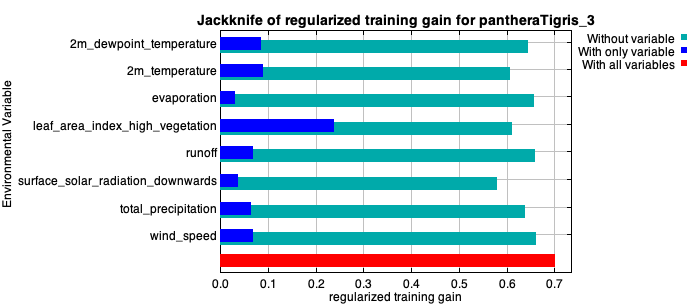 Jackknife of regularized training gain for pantheraTigris_3
Without variable
With only variable
With all variables
Environmental Variable
2m_dewpoint_temperature
2m_temperature
evaporation
leaf_area_index_high_vegetation
runoff
surface_solar_radiation_downwards
total_precipitation
wind_speed
0.0 0.1 0.2 0.3 0.4 0.5 0.6 0.7
regularized training gain